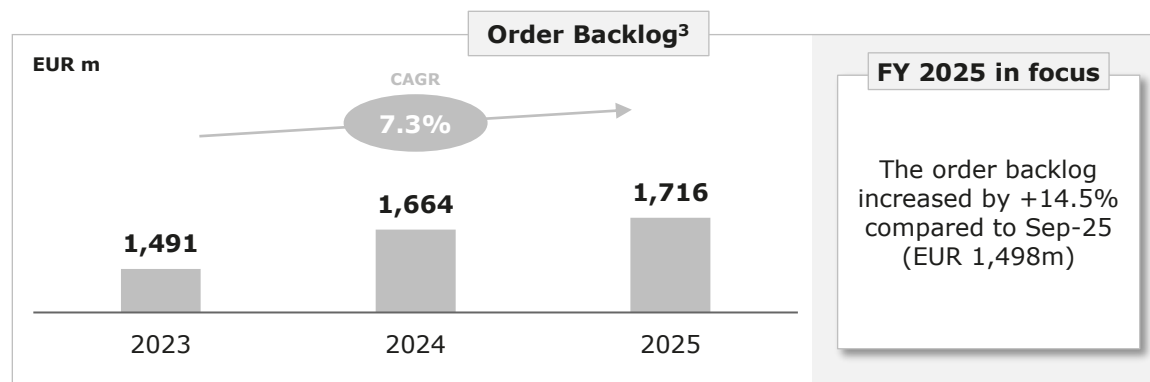 Order Backlog³
EUR m
CAGR
7.3%
1,491
1,664
1,716
2023
2024
2025
FY 2025 in focus
The order backlog
increased by +14.5%
compared to Sep-25
(EUR 1,498m)